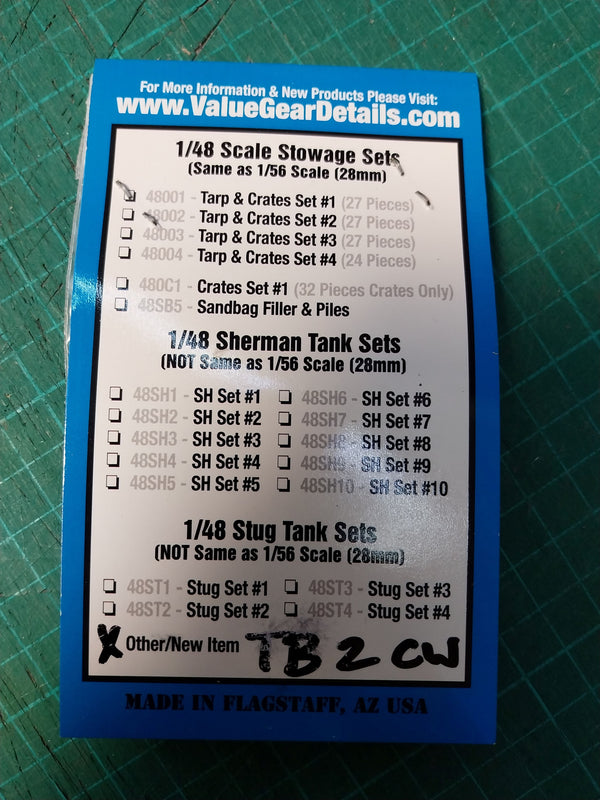 For More Information & New Products Please Visit:
www.ValueGearDetails.com
1/48 Scale Stowage Sets
(Same as 1/56 Scale (28mm)
48001 - Tarp & Crates Set #1 (27 Pieces)
48002 - Tarp & Crates Set #2 (27 Pieces)
48003 - Tarp & Crates Set #3 (27 Pieces)
48004 - Tarp & Crates Set #4 (24 Pieces)
480C1 - Crates Set #1 (32 Pieces Crates Only)
48SB5 - Sandbag Filler & Piles
1/48 Sherman Tank Sets
(NOT Same as 1/56 Scale (28mm)
48SH1 - SH Set #1 48SH6 - SH Set #6
48SH2 - SH Set #2 48SH7 - SH Set #7
48SH3 - SH Set #3 48SH8 - SH Set #8
48SH4 - SH Set #4 48SH9 - SH Set #9
48SH5 - SH Set #5 48SH10 - SH Set #10
1/48 Stug Tank Sets
(NOT Same as 1/56 Scale (28mm)
48ST1 - Stug Set #1 48ST3 - Stug Set #3
48ST2 - Stug Set #2 48ST4 - Stug Set #4
X Other/New Item TB2CW
MADE IN FLAGSTAFF, AZ USA